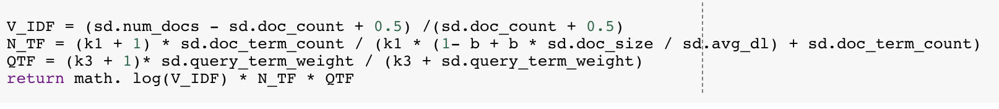 V_IDF = (sd.num_docs - sd.doc_count + 0.5) /(sd.doc_count + 0.5)
N_TF = (k1 + 1) * sd.doc_term_count / (k1 * (1- b + b * sd.doc_size / sd.avg_dl) + sd.doc_term_count)
QTF = (k3 + 1)* sd.query_term_weight / (k3 + sd.query_term_weight)
return math. log(V_IDF) * N_TF * QTF